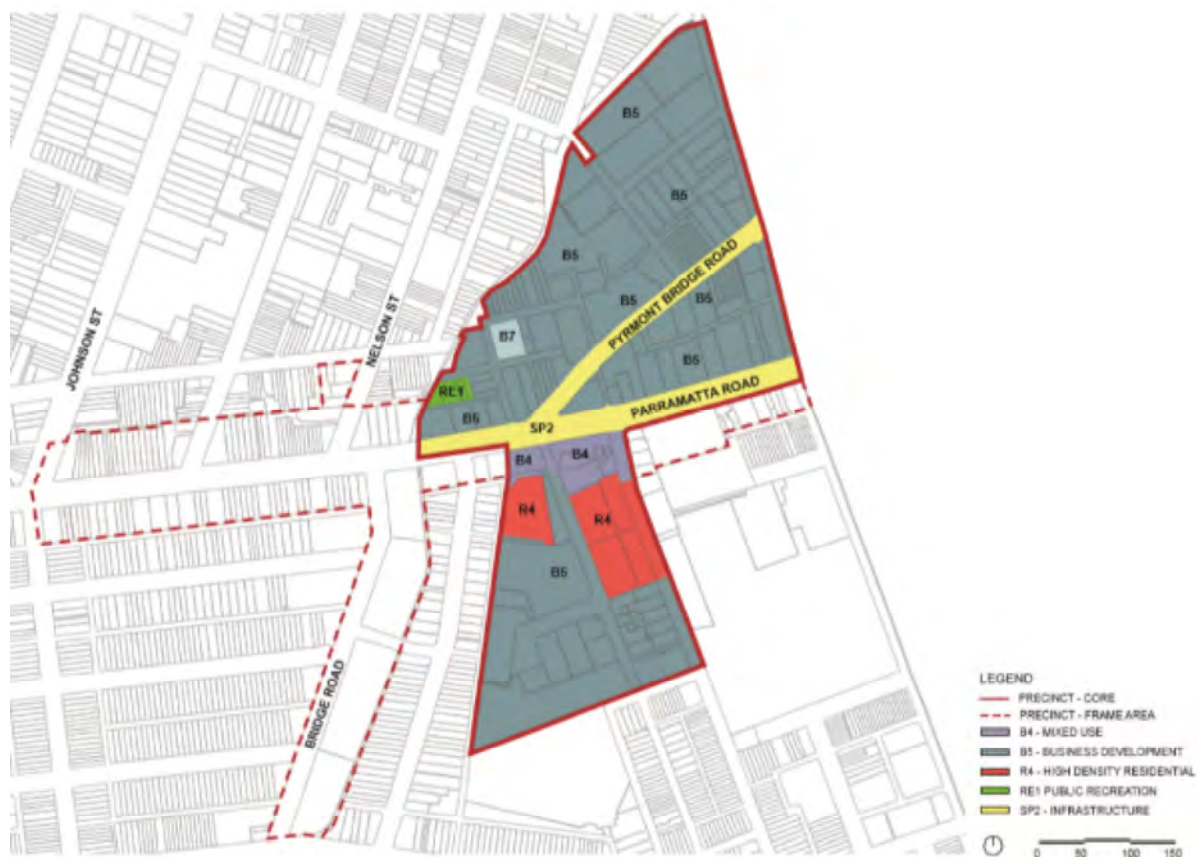 B5
B5
B5
PYRMONT BRIDGE ROAD
B5
B5
JOHNSON ST
NELSON ST
B7
B5
RE1
B6
PARRAMATTA ROAD
SP2
B4
B4
R4
R4
B5
BRIDGE ROAD
LEGEND
PRECINCT - CORE
PRECINCT - FRAME AREA
B4 - MIXED USE
B5 - BUSINESS DEVELOPMENT
R4 - HIGH DENSITY RESIDENTIAL
RE1 PUBLIC RECREATION
SP2 - INFRASTRUCTURE
0 50 100 150